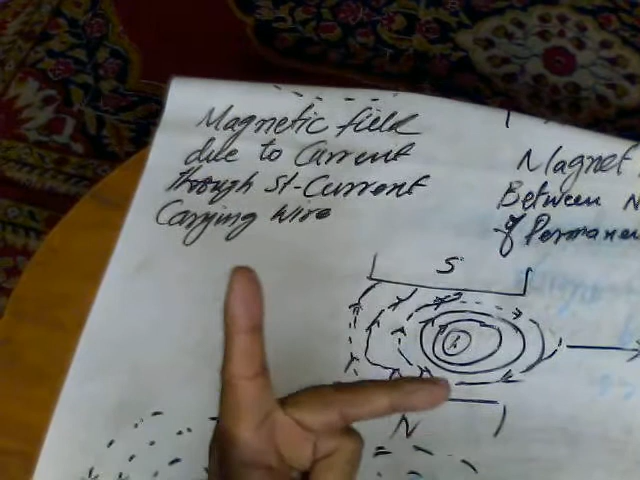 Magnetic field
due to Current
through St-Current
Carrying wire
Magnet
Between N
of Permanen
S
N